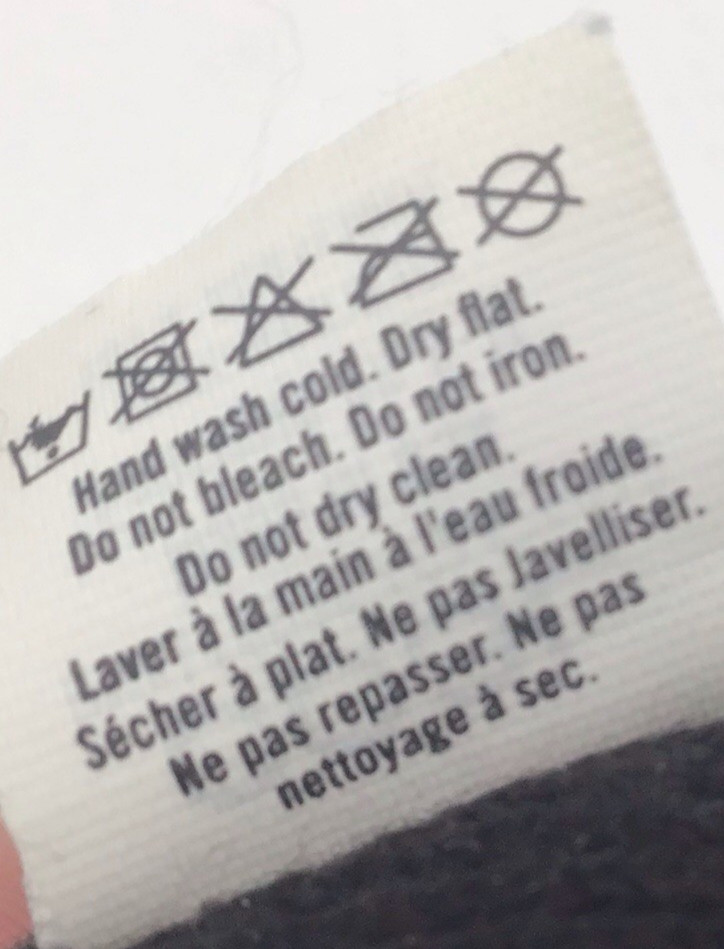 Hand wash cold. Dry flat.
Do not bleach. Do not iron.
Do not dry clean.
Laver à la main à l'eau froide.
Sécher à plat. Ne pas Javelliser.
Ne pas repasser. Ne pas
nettoyage à sec.